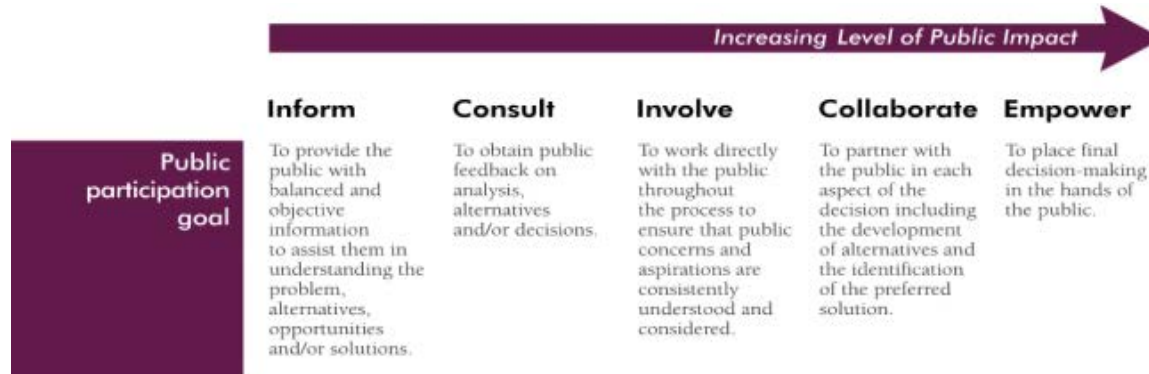 Increasing Level of Public Impact
Inform
Consult
Involve
Collaborate
Empower
Public
participation
goal
To provide the
public with
balanced and
objective
information
to assist them in
understanding the
problem,
alternatives,
opportunities
and/or solutions.
To obtain public
feedback on
analysis,
alternatives
and/or decisions.
To work directly
with the public
throughout
the process to
ensure that public
concerns and
aspirations are
consistently
understood and
considered.
To partner with
the public in each
aspect of the
decision including
the development
of alternatives and
the identification
of the preferred
solution.
To place final
decision-making
in the hands of
the public.